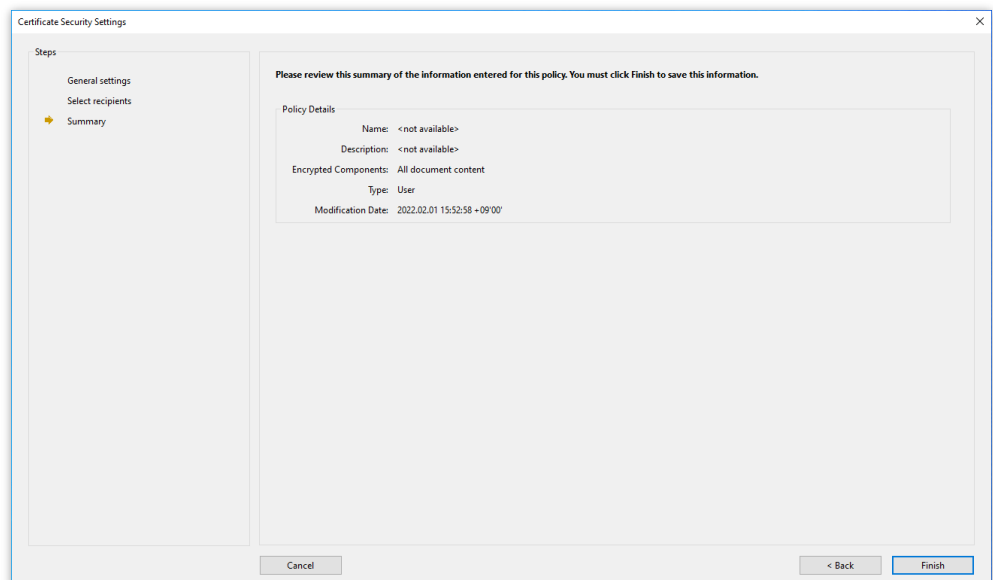 Certificate Security Settings
Steps
General settings
Select recipients
Summary
Please review this summary of the information entered for this policy. You must click Finish to save this information.
Policy Details
Name: <not available>
Description: <not available>
Encrypted Components: All document content
Type: User
Modification Date: 2022.02.01 15:52:58 +09'00'
Cancel
< Back
Finish